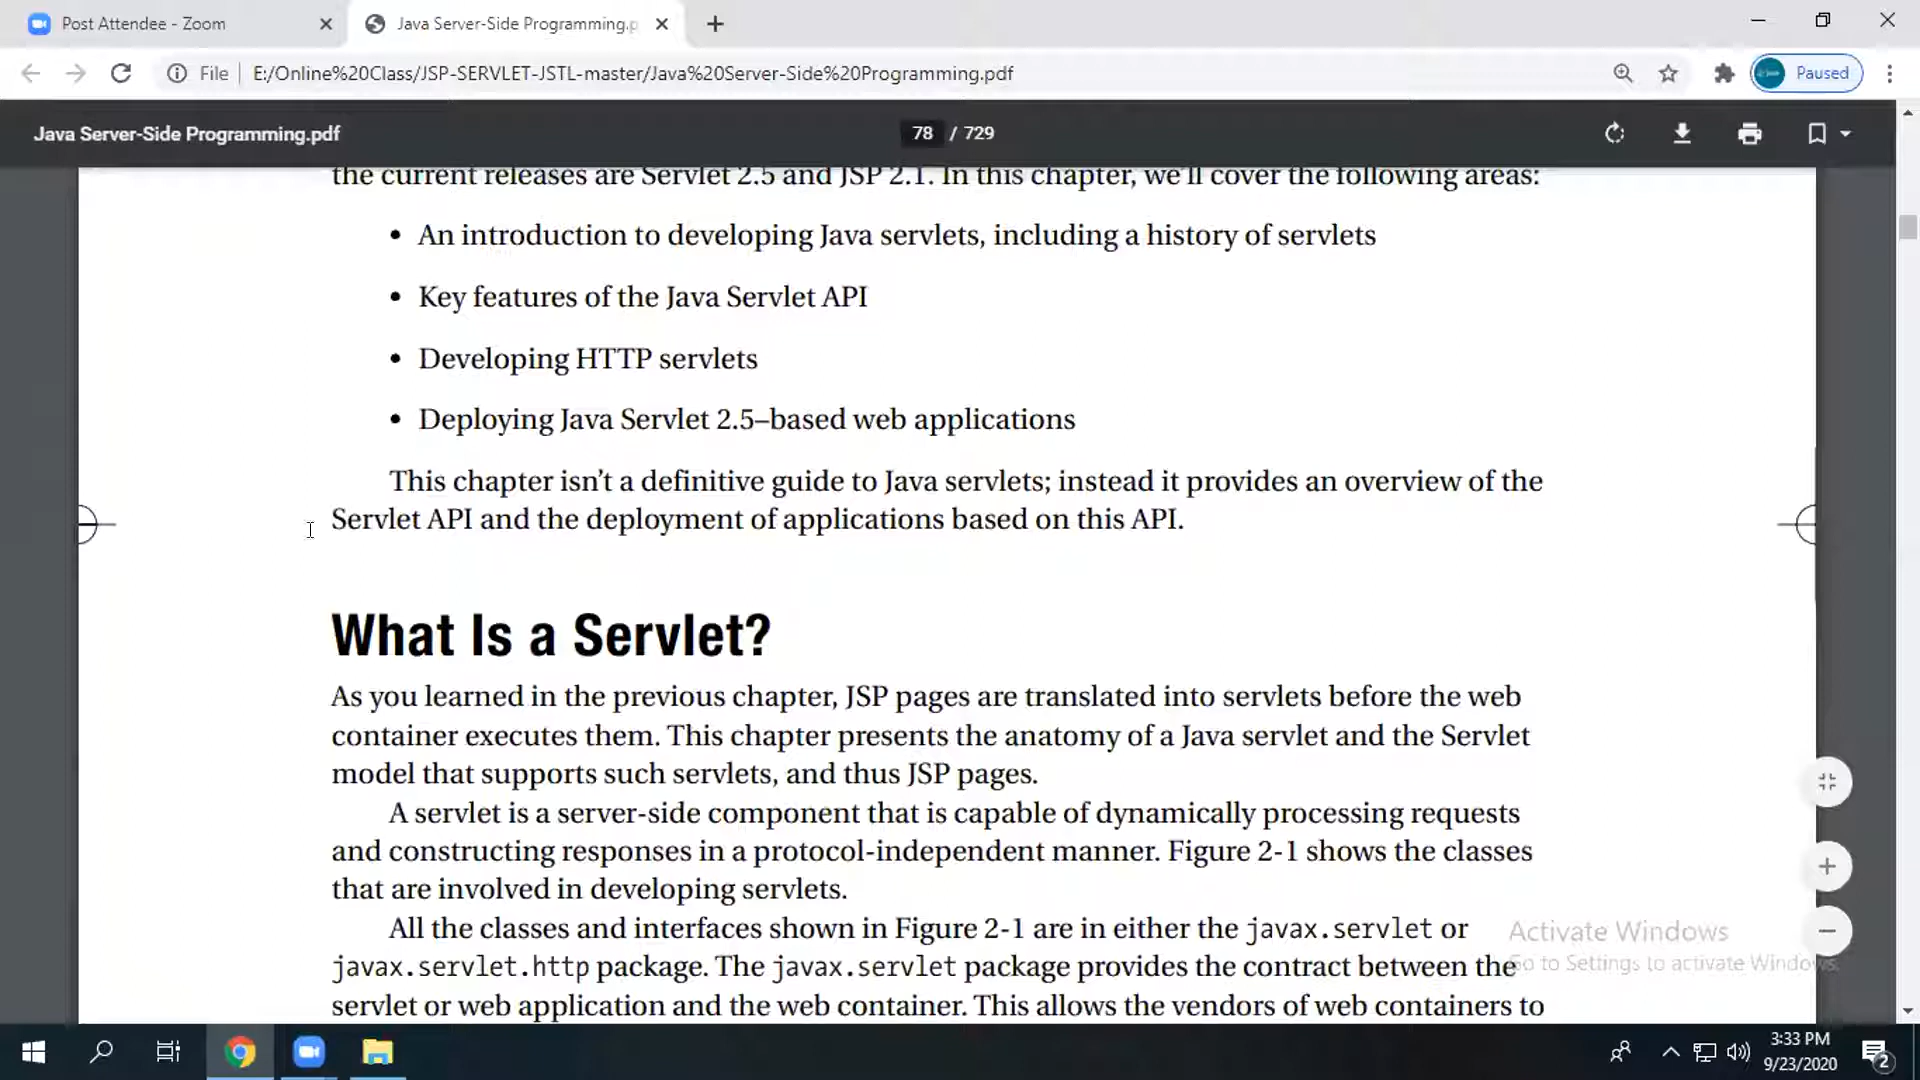 Post Attendee - Zoom
Java Server-Side Programming.p
File
E:/Online%20Class/JSP-SERVLET-JSTL-master/Java%20Server-Side%20Programming.pdf
Paused
Java Server-Side Programming.pdf
78 / 729
the current releases are Servlet 2.5 and JSP 2.1. In this chapter, we'll cover the following areas:
• An introduction to developing Java servlets, including a history of servlets
• Key features of the Java Servlet API
• Developing HTTP servlets
• Deploying Java Servlet 2.5–based web applications
This chapter isn't a definitive guide to Java servlets; instead it provides an overview of the
Servlet API and the deployment of applications based on this API.
What Is a Servlet?
As you learned in the previous chapter, JSP pages are translated into servlets before the web
container executes them. This chapter presents the anatomy of a Java servlet and the Servlet
model that supports such servlets, and thus JSP pages.
A servlet is a server-side component that is capable of dynamically processing requests
and constructing responses in a protocol-independent manner. Figure 2-1 shows the classes
that are involved in developing servlets.
All the classes and interfaces shown in Figure 2-1 are in either the javax.servlet or
javax.servlet.http package. The javax.servlet package provides the contract between the
servlet or web application and the web container. This allows the vendors of web containers to
Activate Windows
Go to Settings to activate Windows.
3:33 PM
9/23/2020
2